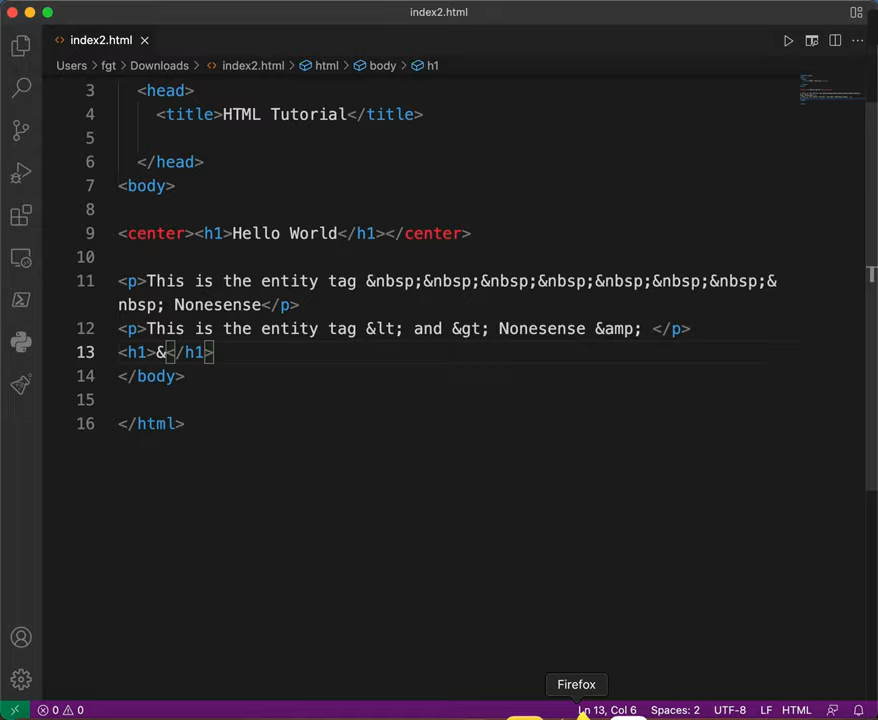 index2.html
index2.html
Users > fgt > Downloads > index2.html > html > body > h1
3 <head>
4 <title>HTML Tutorial</title>
5
6 </head>
7 <body>
8
9 <center><h1>Hello World</h1></center>
10
11 <p>This is the entity tag &nbsp;&nbsp;&nbsp;&nbsp;&nbsp;&nbsp;&nbsp;&
nbsp; Nonesense</p>
12 <p>This is the entity tag &lt; and &gt; Nonesense &amp; </p>
13 <h1>&</h1>
14 </body>
15
16 </html>
Firefox
0 0 Ln 13, Col 6 Spaces: 2 UTF-8 LF HTML